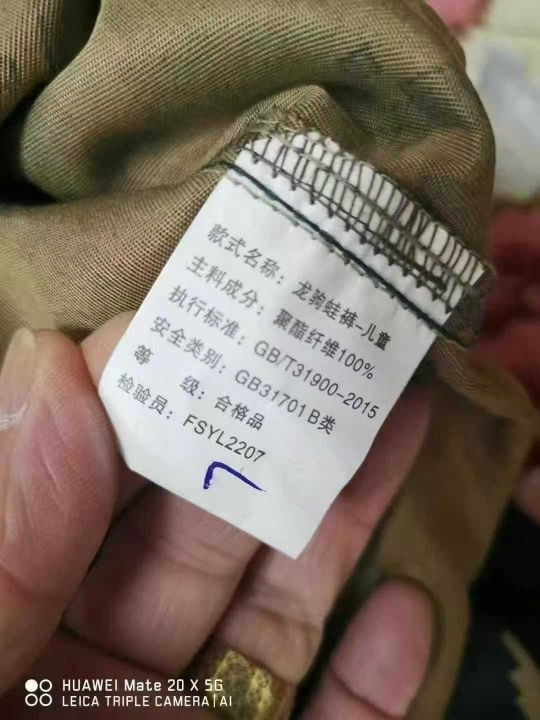 款式名称：龙骑蛙裤-儿童
主料成分：聚酯纤维100%
执行标准：GB/T31900-2015
安全类别：GB31701B类
等 级：合格品
检验员：FSYL2207
HUAWEI Mate 20 X 5G
LEICA TRIPLE CAMERA | AI